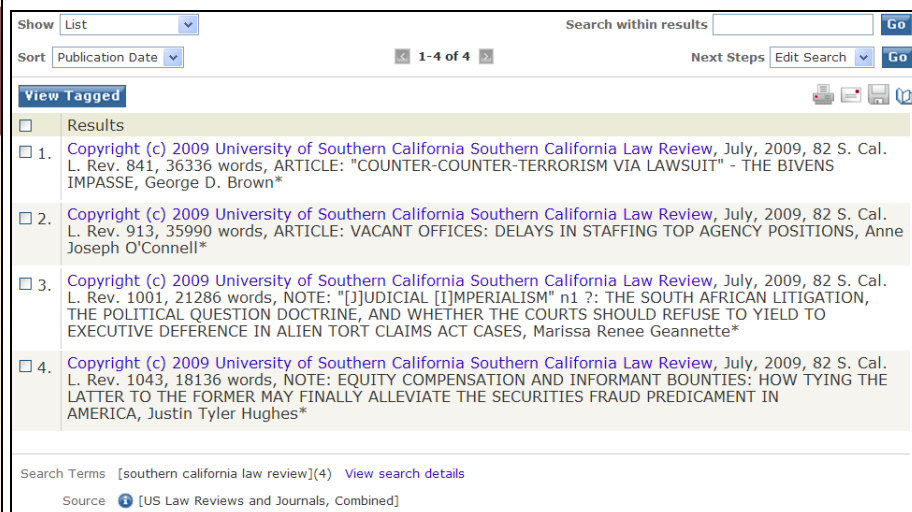 Show List Search within results Go
Sort Publication Date 1-4 of 4 Next Steps Edit Search Go
View Tagged
Results
1. Copyright (c) 2009 University of Southern California Southern California Law Review, July, 2009, 82 S. Cal.
L. Rev. 841, 36336 words, ARTICLE: "COUNTER-COUNTER-TERRORISM VIA LAWSUIT" - THE BIVENS
IMPASSE, George D. Brown*
2. Copyright (c) 2009 University of Southern California Southern California Law Review, July, 2009, 82 S. Cal.
L. Rev. 913, 35990 words, ARTICLE: VACANT OFFICES: DELAYS IN STAFFING TOP AGENCY POSITIONS, Anne
Joseph O'Connell*
3. Copyright (c) 2009 University of Southern California Southern California Law Review, July, 2009, 82 S. Cal.
L. Rev. 1001, 21286 words, NOTE: "[J]UDICIAL [I]MPERIALISM" n1 ?: THE SOUTH AFRICAN LITIGATION,
THE POLITICAL QUESTION DOCTRINE, AND WHETHER THE COURTS SHOULD REFUSE TO YIELD TO
EXECUTIVE DEFERENCE IN ALIEN TORT CLAIMS ACT CASES, Marissa Renee Geannette*
4. Copyright (c) 2009 University of Southern California Southern California Law Review, July, 2009, 82 S. Cal.
L. Rev. 1043, 18136 words, NOTE: EQUITY COMPENSATION AND INFORMANT BOUNTIES: HOW TYING THE
LATTER TO THE FORMER MAY FINALLY ALLEVIATE THE SECURITIES FRAUD PREDICAMENT IN
AMERICA, Justin Tyler Hughes*
Search Terms [southern california law review](4) View search details
Source [US Law Reviews and Journals, Combined]